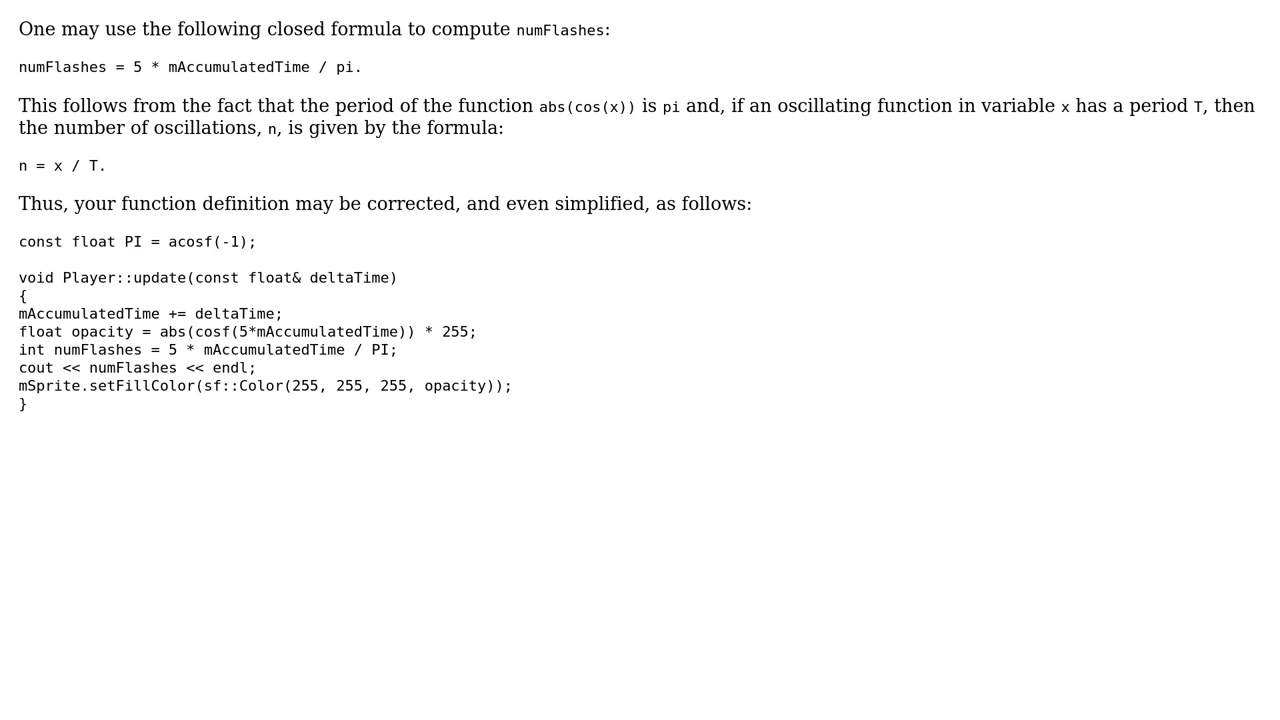 One may use the following closed formula to compute numFlashes:
numFlashes = 5 * mAccumulatedTime / pi.
This follows from the fact that the period of the function abs(cos(x)) is pi and, if an oscillating function in variable x has a period T, then
the number of oscillations, n, is given by the formula:
n = x / T.
Thus, your function definition may be corrected, and even simplified, as follows:
const float PI = acosf(-1);
void Player::update(const float& deltaTime)
{
mAccumulatedTime += deltaTime;
float opacity = abs(cosf(5*mAccumulatedTime)) * 255;
int numFlashes = 5 * mAccumulatedTime / PI;
cout << numFlashes << endl;
mSprite.setFillColor(sf::Color(255, 255, 255, opacity));
}